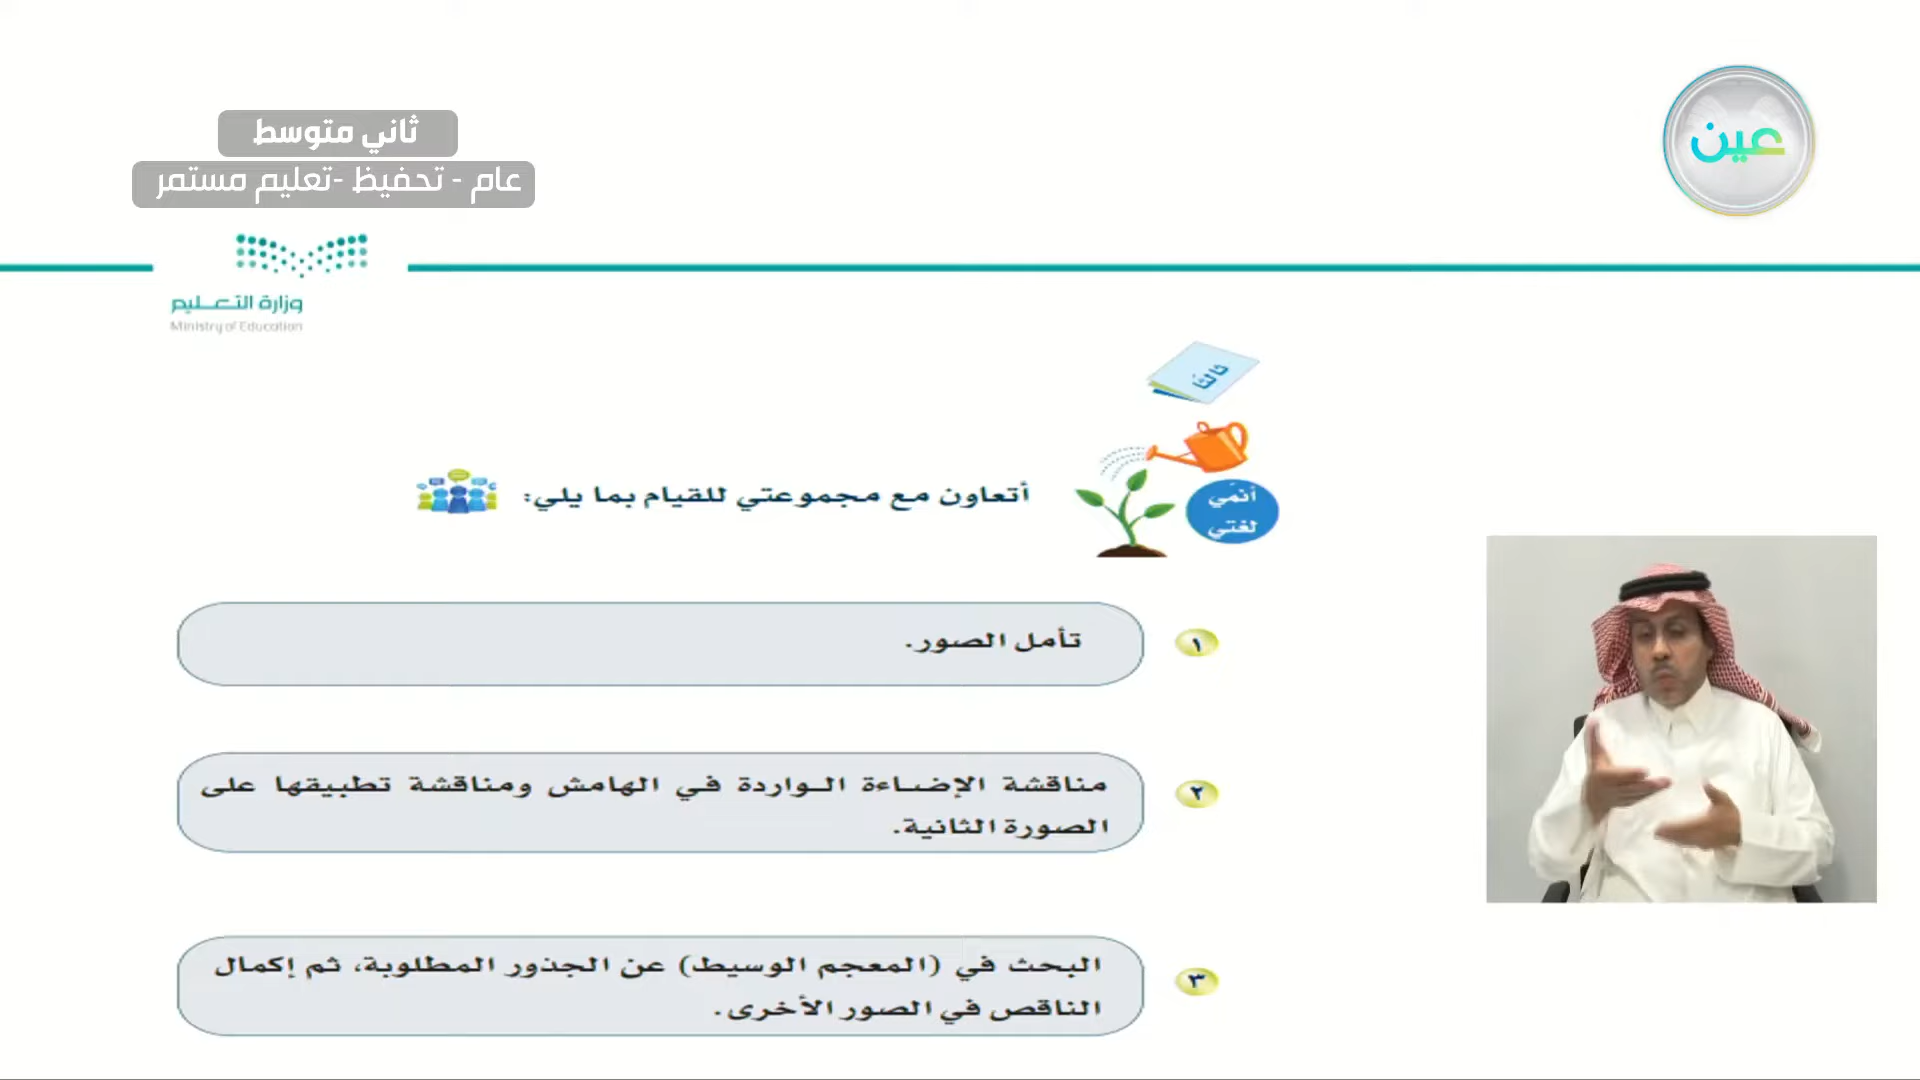 ثاني متوسط
عام - تحفيظ -تعليم مستمر
عين
وزارة التعليم
Ministry of Education
ثالثًا
أنمّي
لغتي
أتعاون مع مجموعتي للقيام بما يلي:
١
تأمل الصور.
٢
مناقشة الإضاءة الواردة في الهامش ومناقشة تطبيقها على
الصورة الثانية.
٣
البحث في (المعجم الوسيط) عن الجذور المطلوبة، ثم إكمال
الناقص في الصور الأخرى.